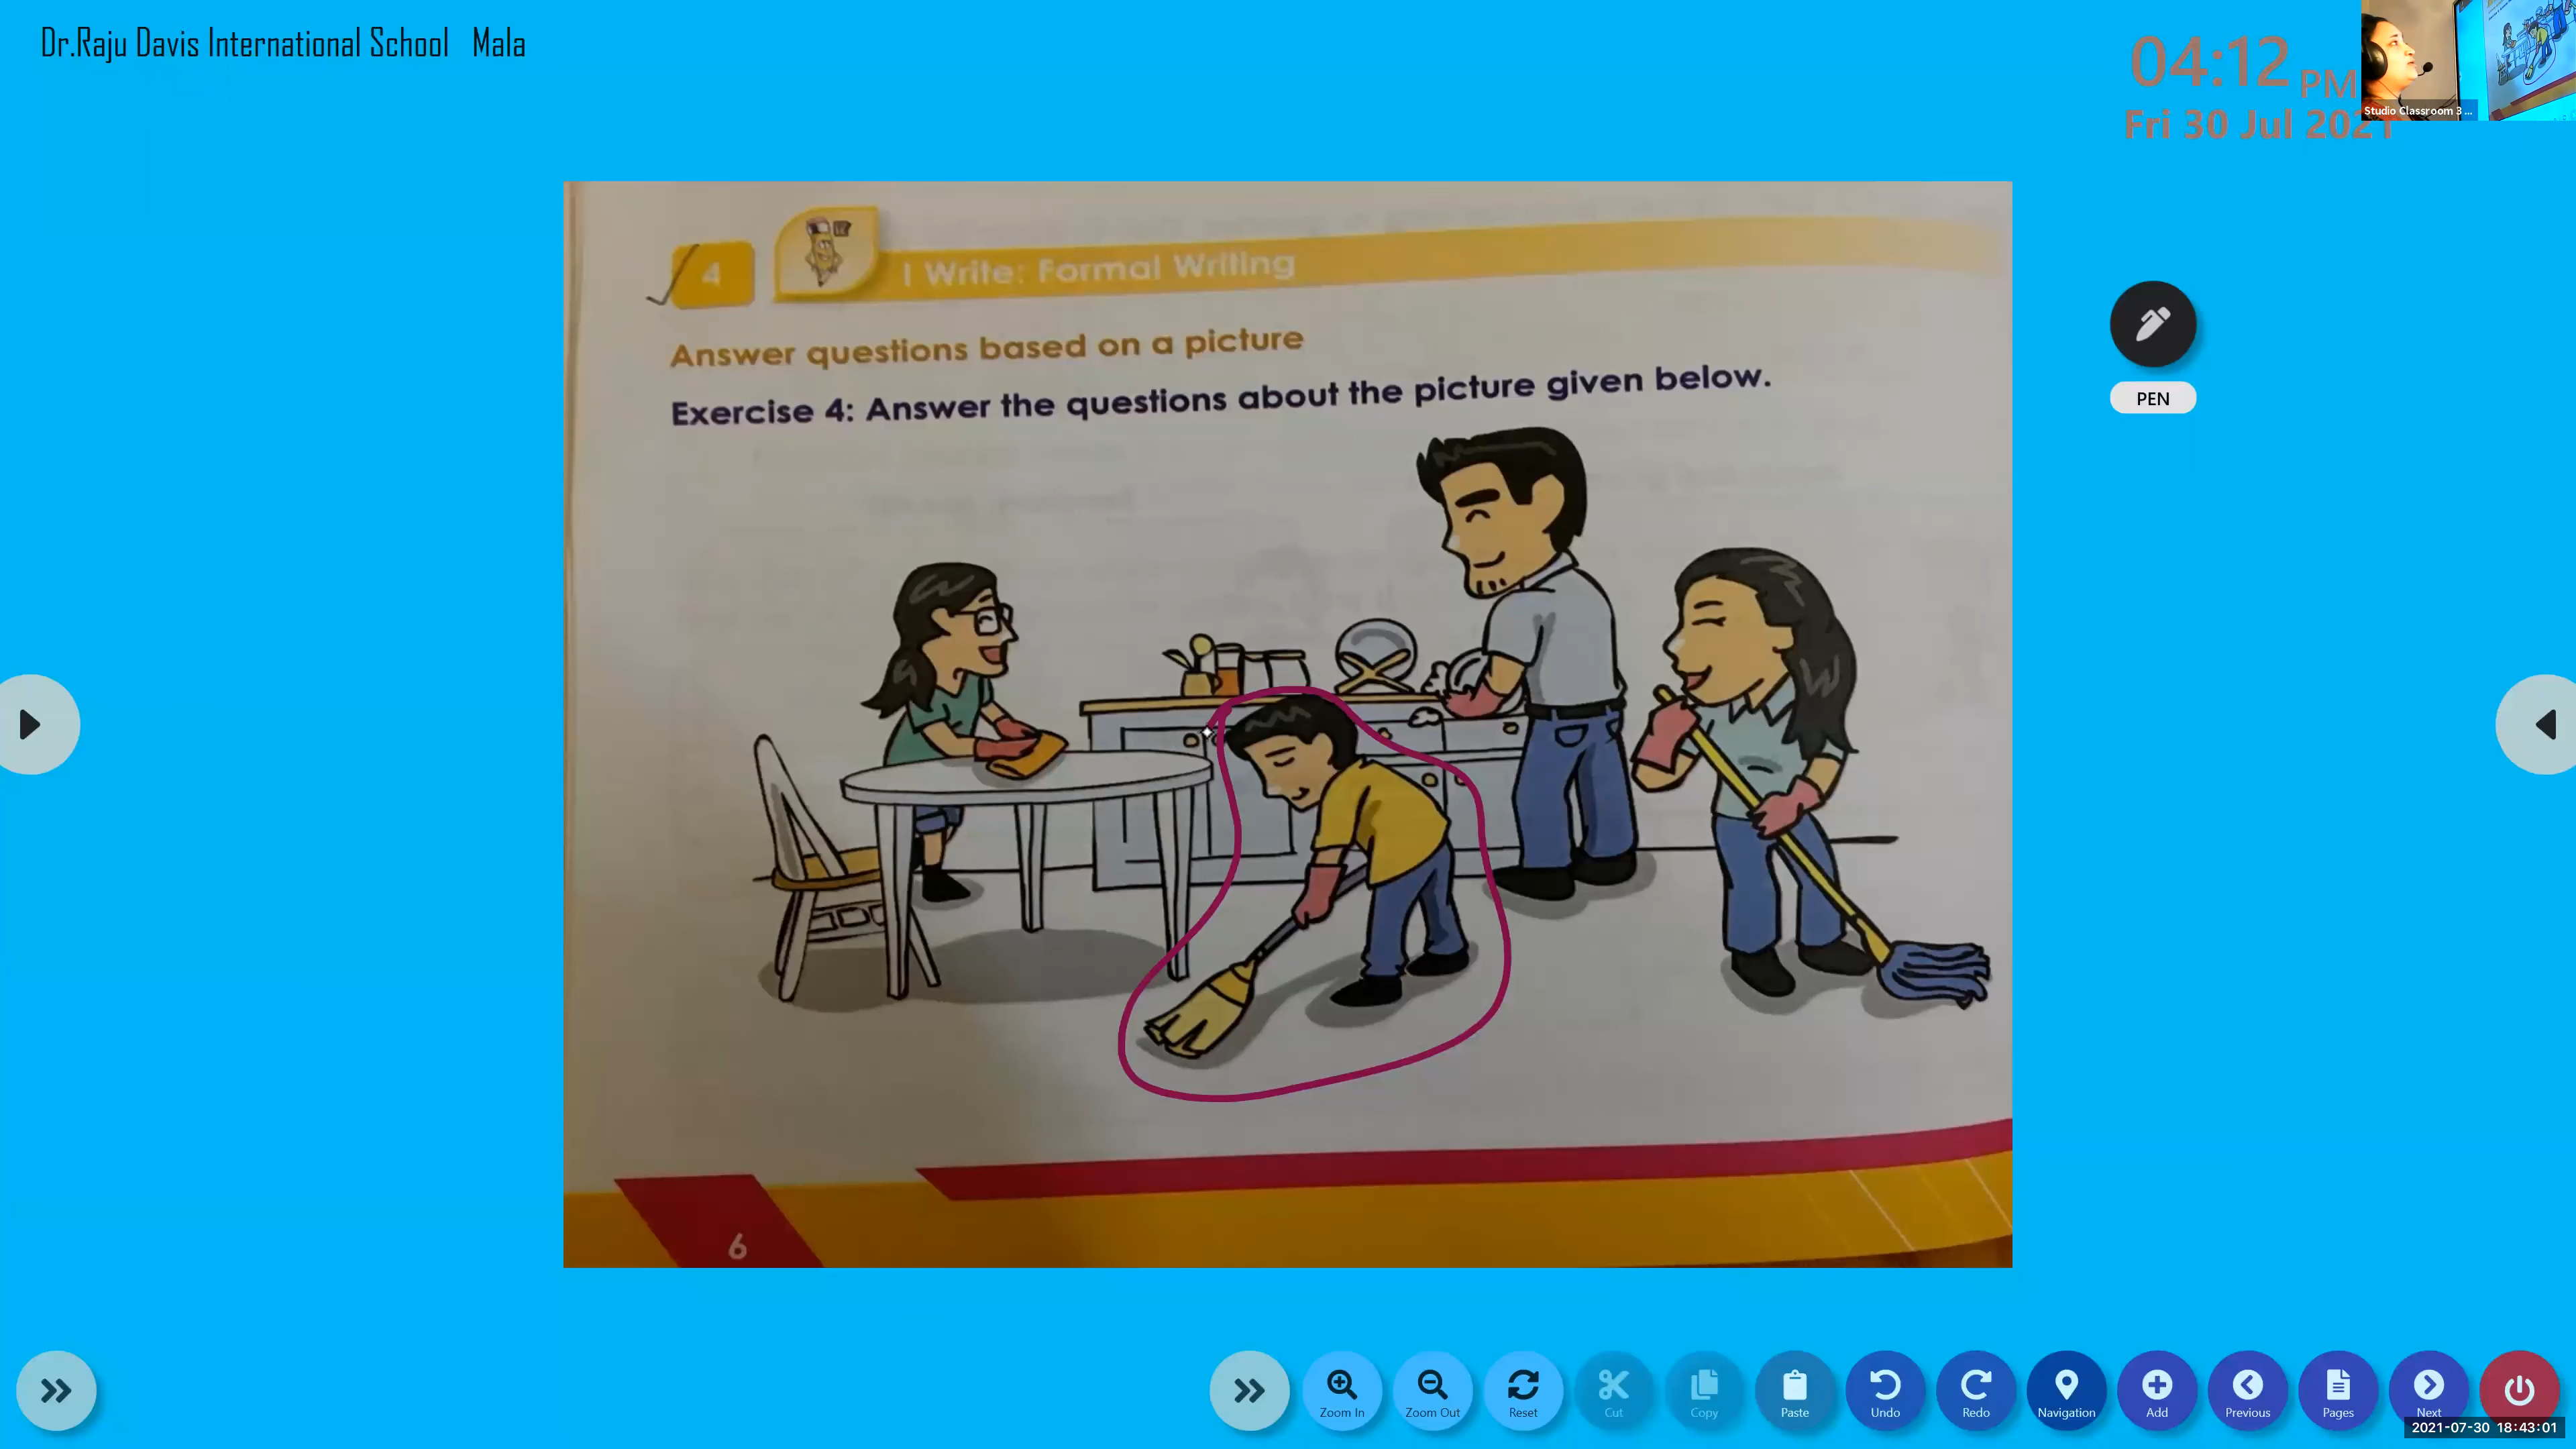 Dr.Raju Davis International School Mala
04:12 PM
Fri 30 Jul 2021
Studio Classroom 3 ...
4
I Write: Formal Writing
Answer questions based on a picture
Exercise 4: Answer the questions about the picture given below.
PEN
6
Zoom In
Zoom Out
Reset
Cut
Copy
Paste
Undo
Redo
Navigation
Add
Previous
Pages
Next
2021-07-30 18:43:01